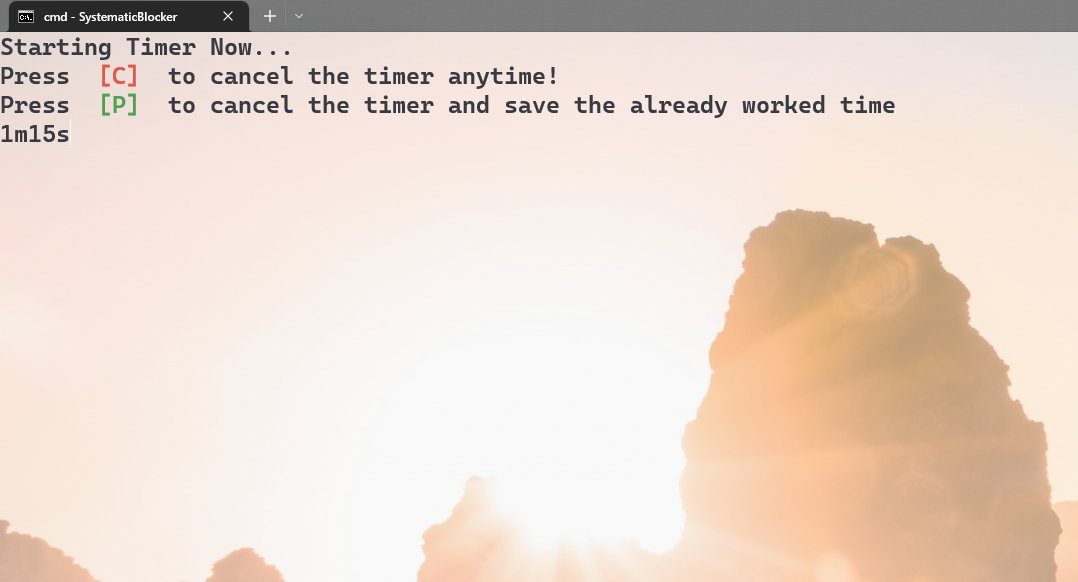 cmd - SystematicBlocker
Starting Timer Now...
Press  [C]  to cancel the timer anytime!
Press  [P]  to cancel the timer and save the already worked time
1m15s